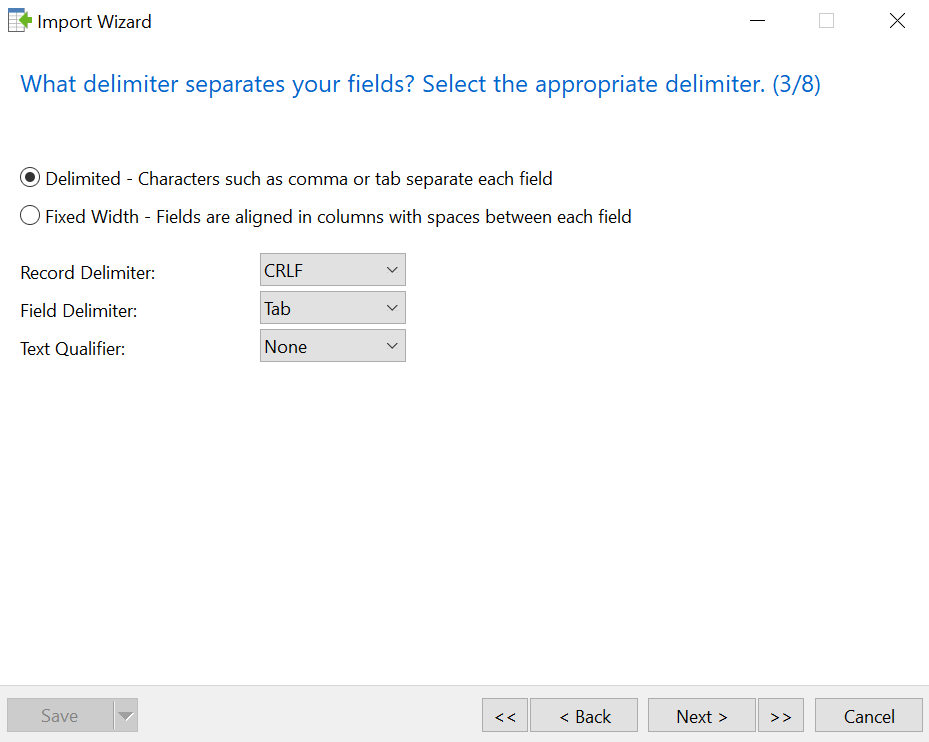 Import Wizard
What delimiter separates your fields? Select the appropriate delimiter. (3/8)
Delimited - Characters such as comma or tab separate each field
Fixed Width - Fields are aligned in columns with spaces between each field
Record Delimiter: CRLF
Field Delimiter: Tab
Text Qualifier: None
Save << < Back Next > >> Cancel